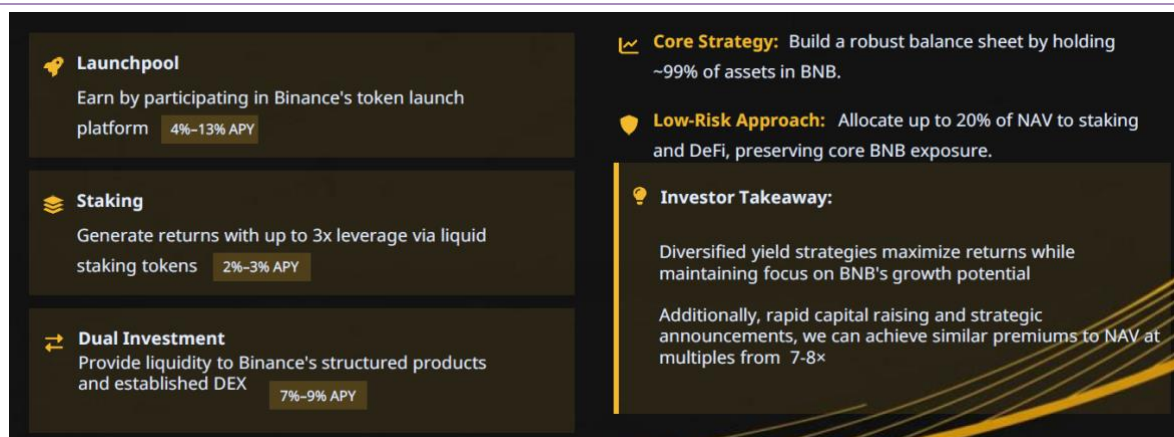 Launchpool
Earn by participating in Binance's token launch
platform 4%–13% APY
Staking
Generate returns with up to 3x leverage via liquid
staking tokens 2%–3% APY
Dual Investment
Provide liquidity to Binance's structured products
and established DEX 7%–9% APY
Core Strategy: Build a robust balance sheet by holding
~99% of assets in BNB.
Low-Risk Approach: Allocate up to 20% of NAV to staking
and DeFi, preserving core BNB exposure.
Investor Takeaway:
Diversified yield strategies maximize returns while
maintaining focus on BNB's growth potential
Additionally, rapid capital raising and strategic
announcements, we can achieve similar premiums to NAV at
multiples from 7-8×